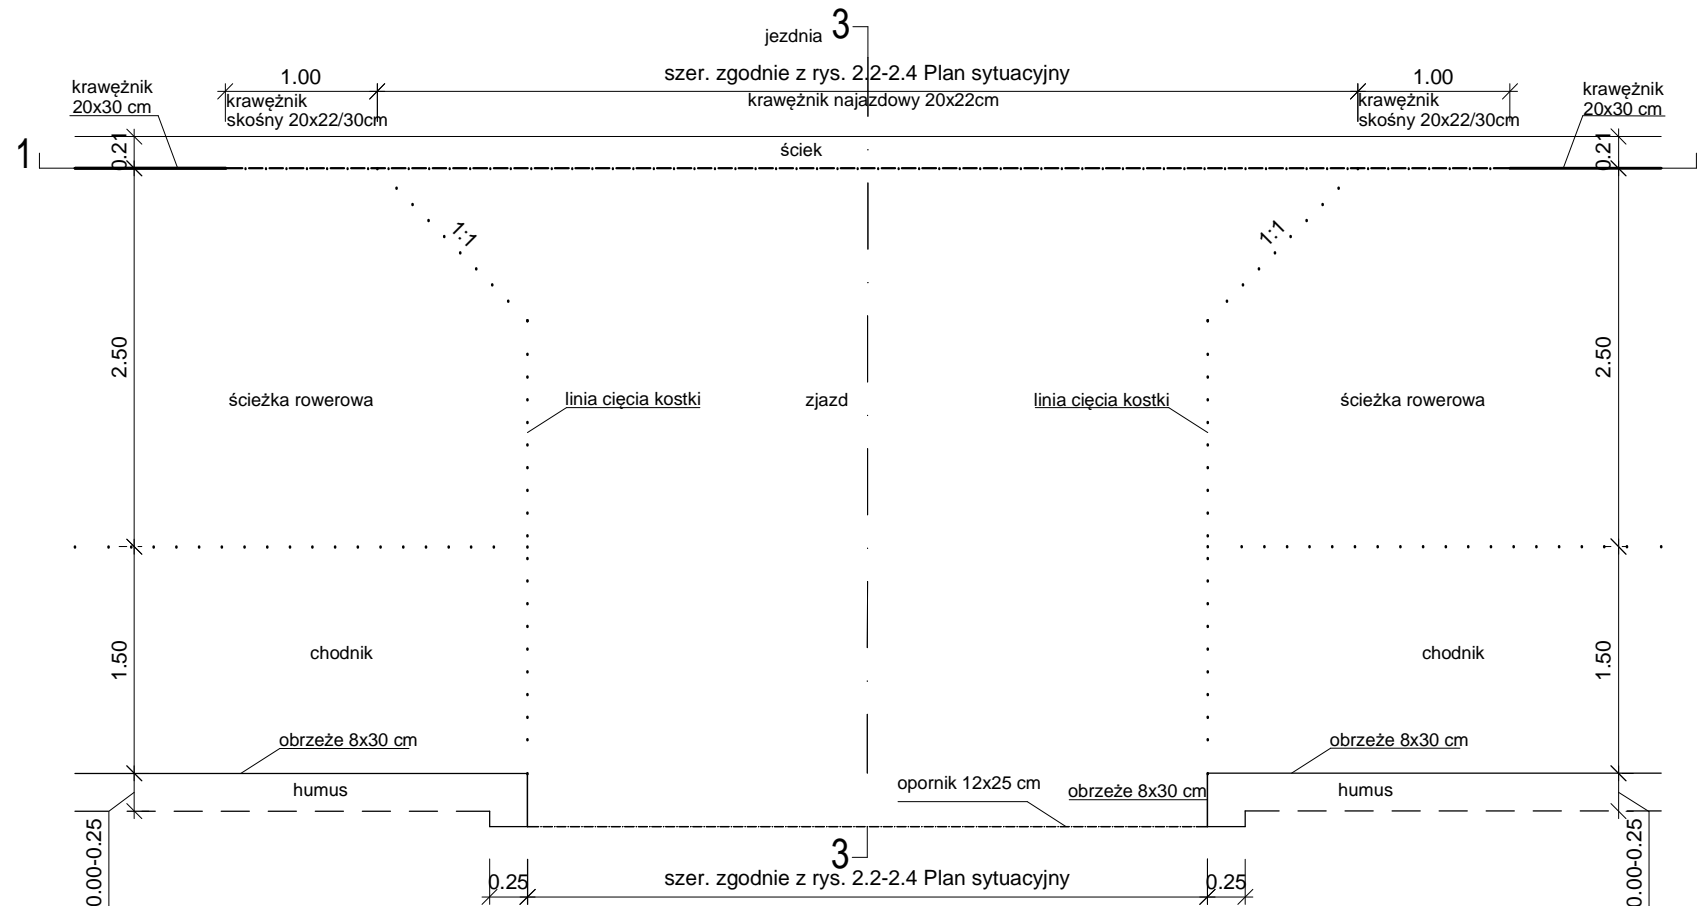 3
jezdnia
szer. zgodnie z rys. 2.2-2.4 Plan sytuacyjny
1.00
1.00
krawężnik
20x30 cm
krawężnik
skośny 20x22/30cm
krawężnik najazdowy 20x22cm
krawężnik
skośny 20x22/30cm
krawężnik
20x30 cm
0.21
ściek
0.21
1
1:1
1:1
2.50
2.50
ścieżka rowerowa
linia cięcia kostki
zjazd
linia cięcia kostki
ścieżka rowerowa
1.50
chodnik
chodnik
1.50
obrzeże 8x30 cm
obrzeże 8x30 cm
humus
opornik 12x25 cm
obrzeże 8x30 cm
humus
0.00-0.25
0.00-0.25
3
0.25
szer. zgodnie z rys. 2.2-2.4 Plan sytuacyjny
0.25